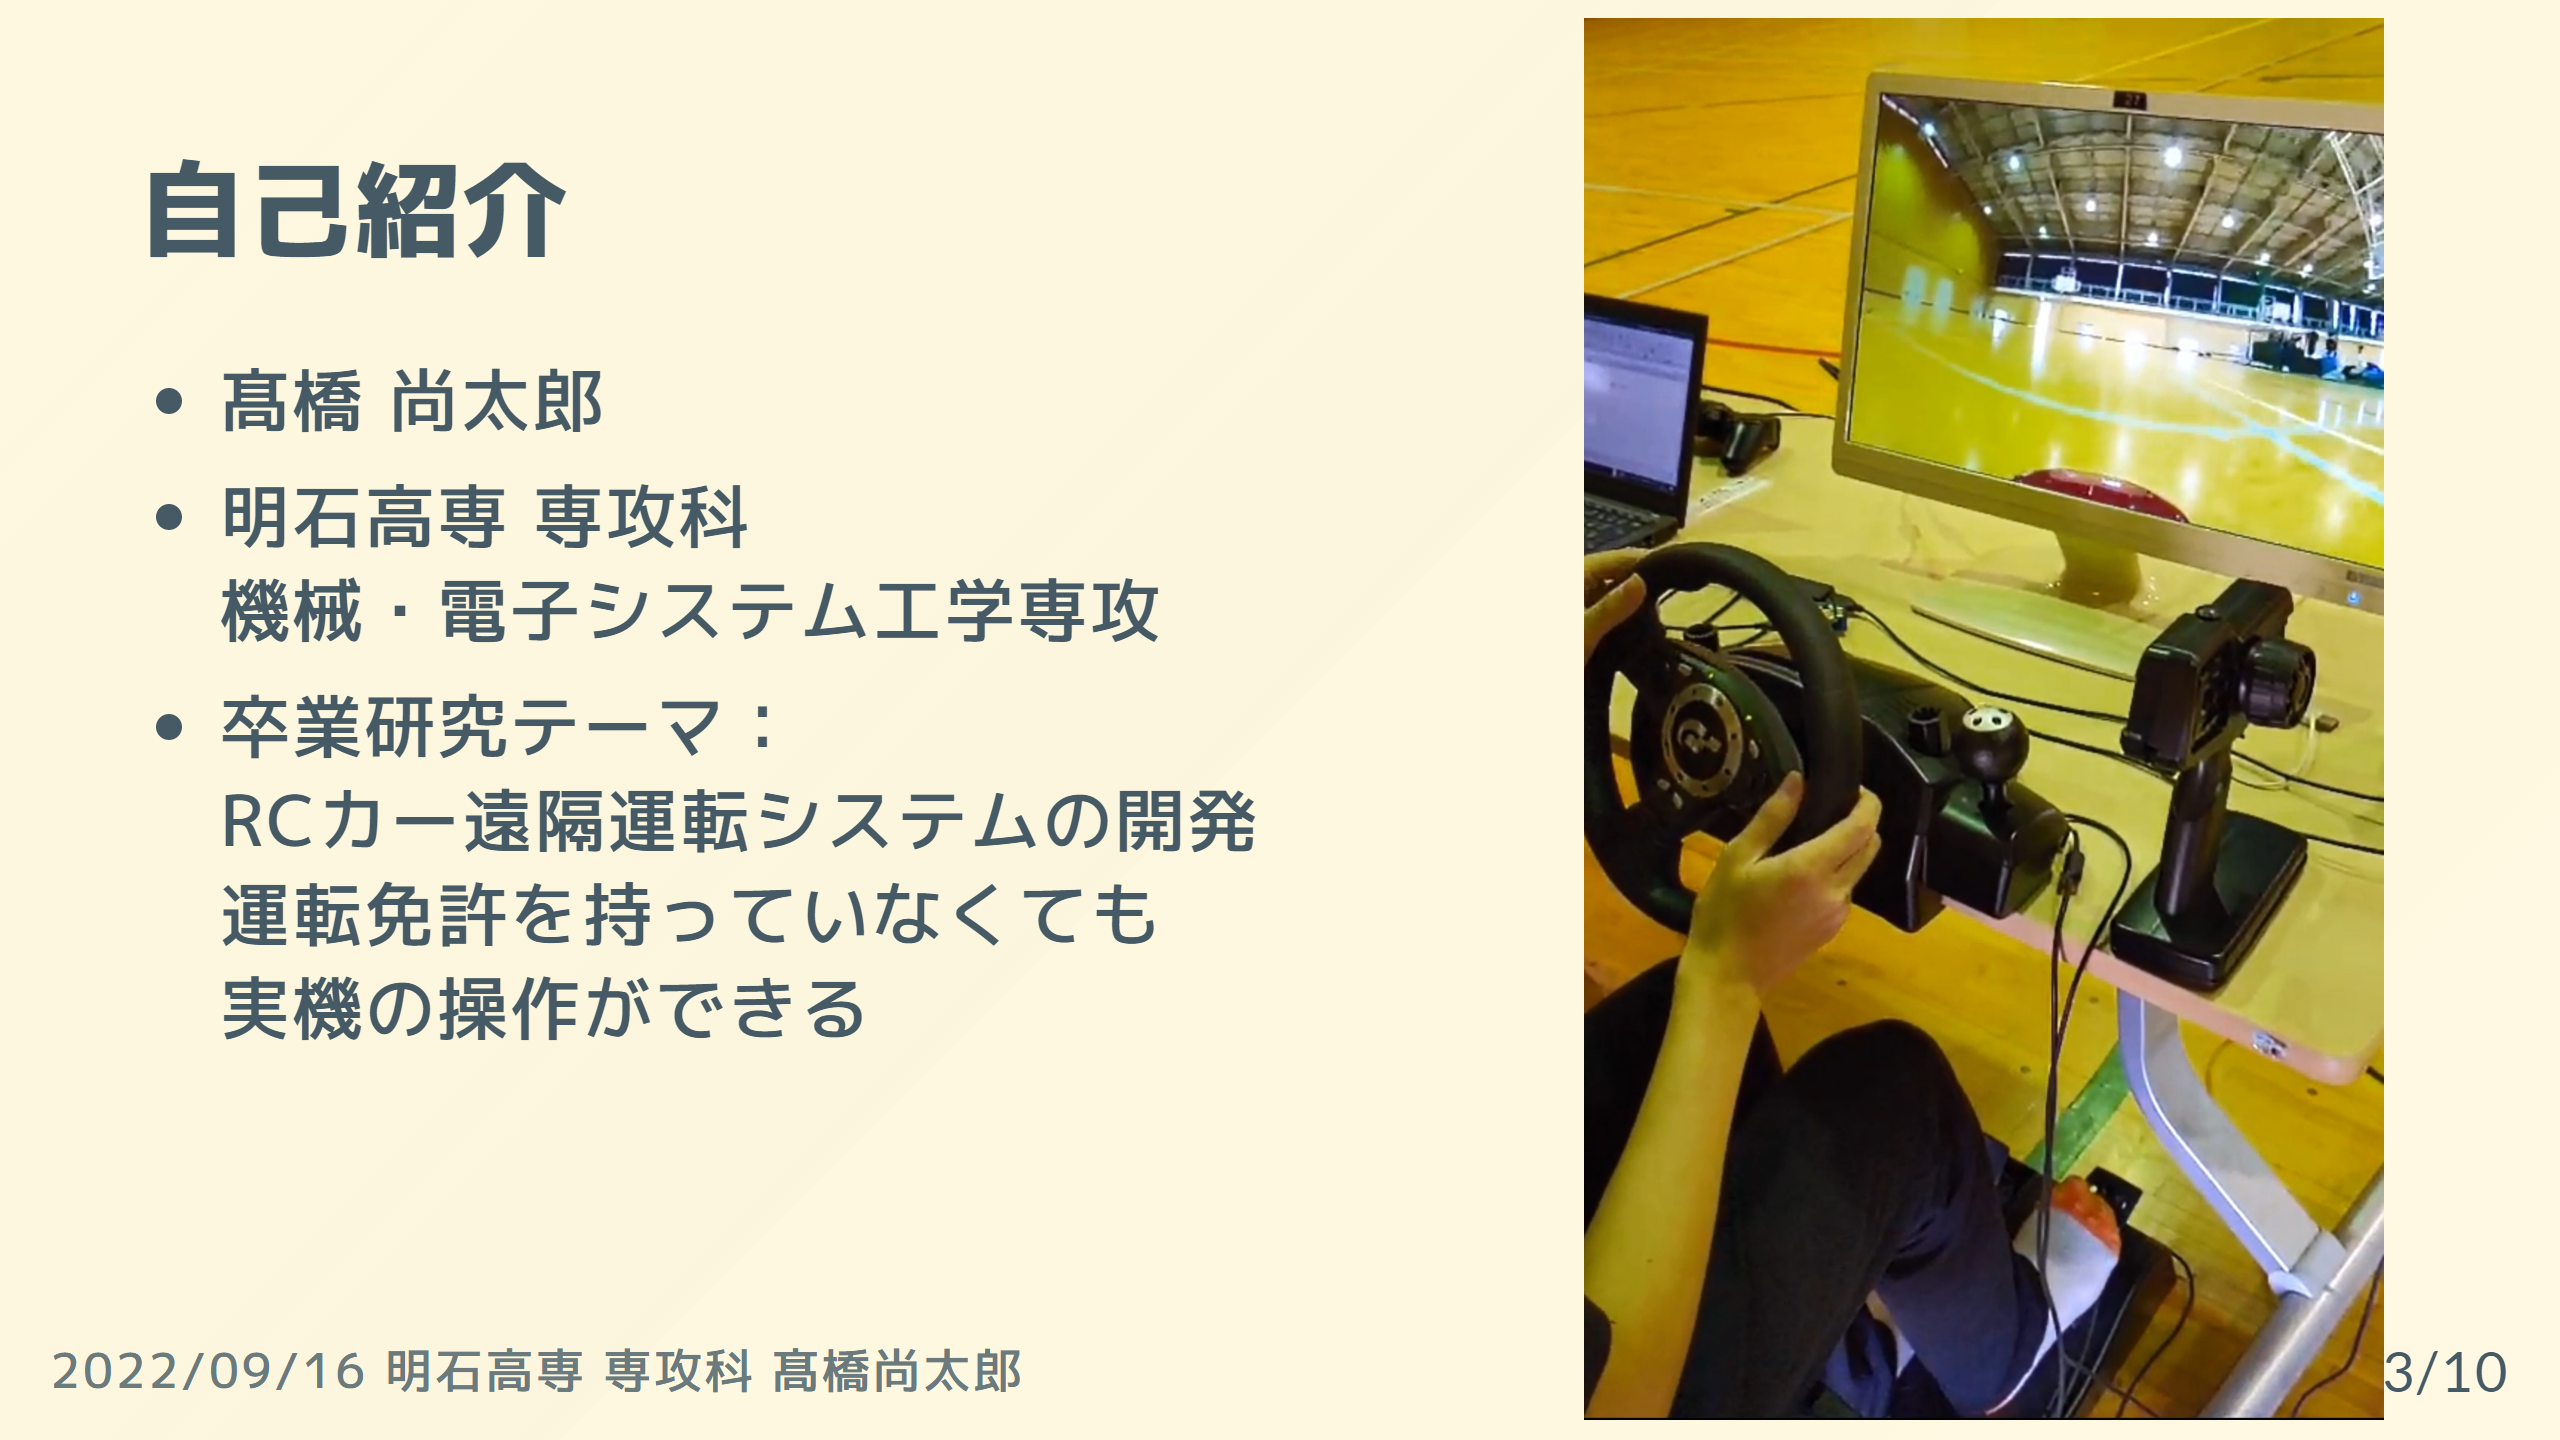 自己紹介
髙橋 尚太郎
明石高専 専攻科
機械・電子システム工学専攻
卒業研究テーマ：
RCカー遠隔運転システムの開発
運転免許を持っていなくても
実機の操作ができる
2022/09/16 明石高専 専攻科 髙橋尚太郎
3/10